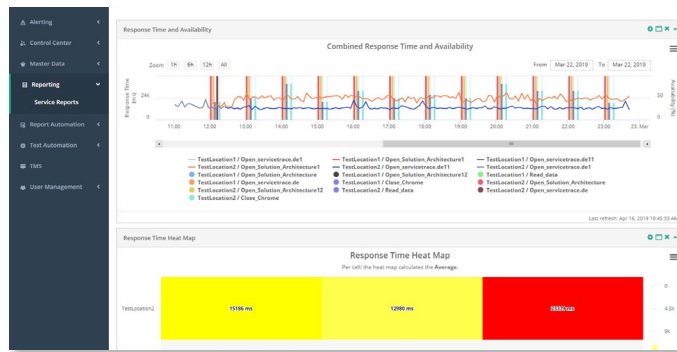 Alerting
Control Center
Master Data
Reporting
Service Reports
Report Automation
Test Automation
TMS
User Management
Response Time and Availability
Combined Response Time and Availability
Zoom 1H 6H 12H All
From Mar 22, 2019 To Mar 22, 2019
Response Time (ms)
24h
0
50
0
Availability (%)
11:00 12:00 13:00 14:00 15:00 16:00 17:00 18:00 19:00 20:00 21:00 22:00 23:00 23. Mar
TestLocation1 / Open_servicetrace.de1 TestLocation1 / Open_Solution_Architecture1 TestLocation1 / Open_servicetrace.de11
TestLocation2 / Open_Solution_Architecture1 TestLocation2 / Open_servicetrace.de11 TestLocation2 / Open_servicetrace.de1
TestLocation1 / Open_Solution_Architecture TestLocation1 / Open_Solution_Architecture12 TestLocation1 / Read_data
TestLocation1 / Open_servicetrace.de TestLocation1 / Close_Chrome TestLocation2 / Open_Solution_Architecture
TestLocation2 / Open_Solution_Architecture12 TestLocation2 / Read_data TestLocation2 / Open_servicetrace.de
TestLocation2 / Close_Chrome
Last refresh: Apr 16, 2019 10:49:33 AM
Response Time Heat Map
Response Time Heat Map
Per cell: the heat map calculates the Average.
TestLocation2
15186 ms 12980 ms 23329 ms
0
4.5k
9k